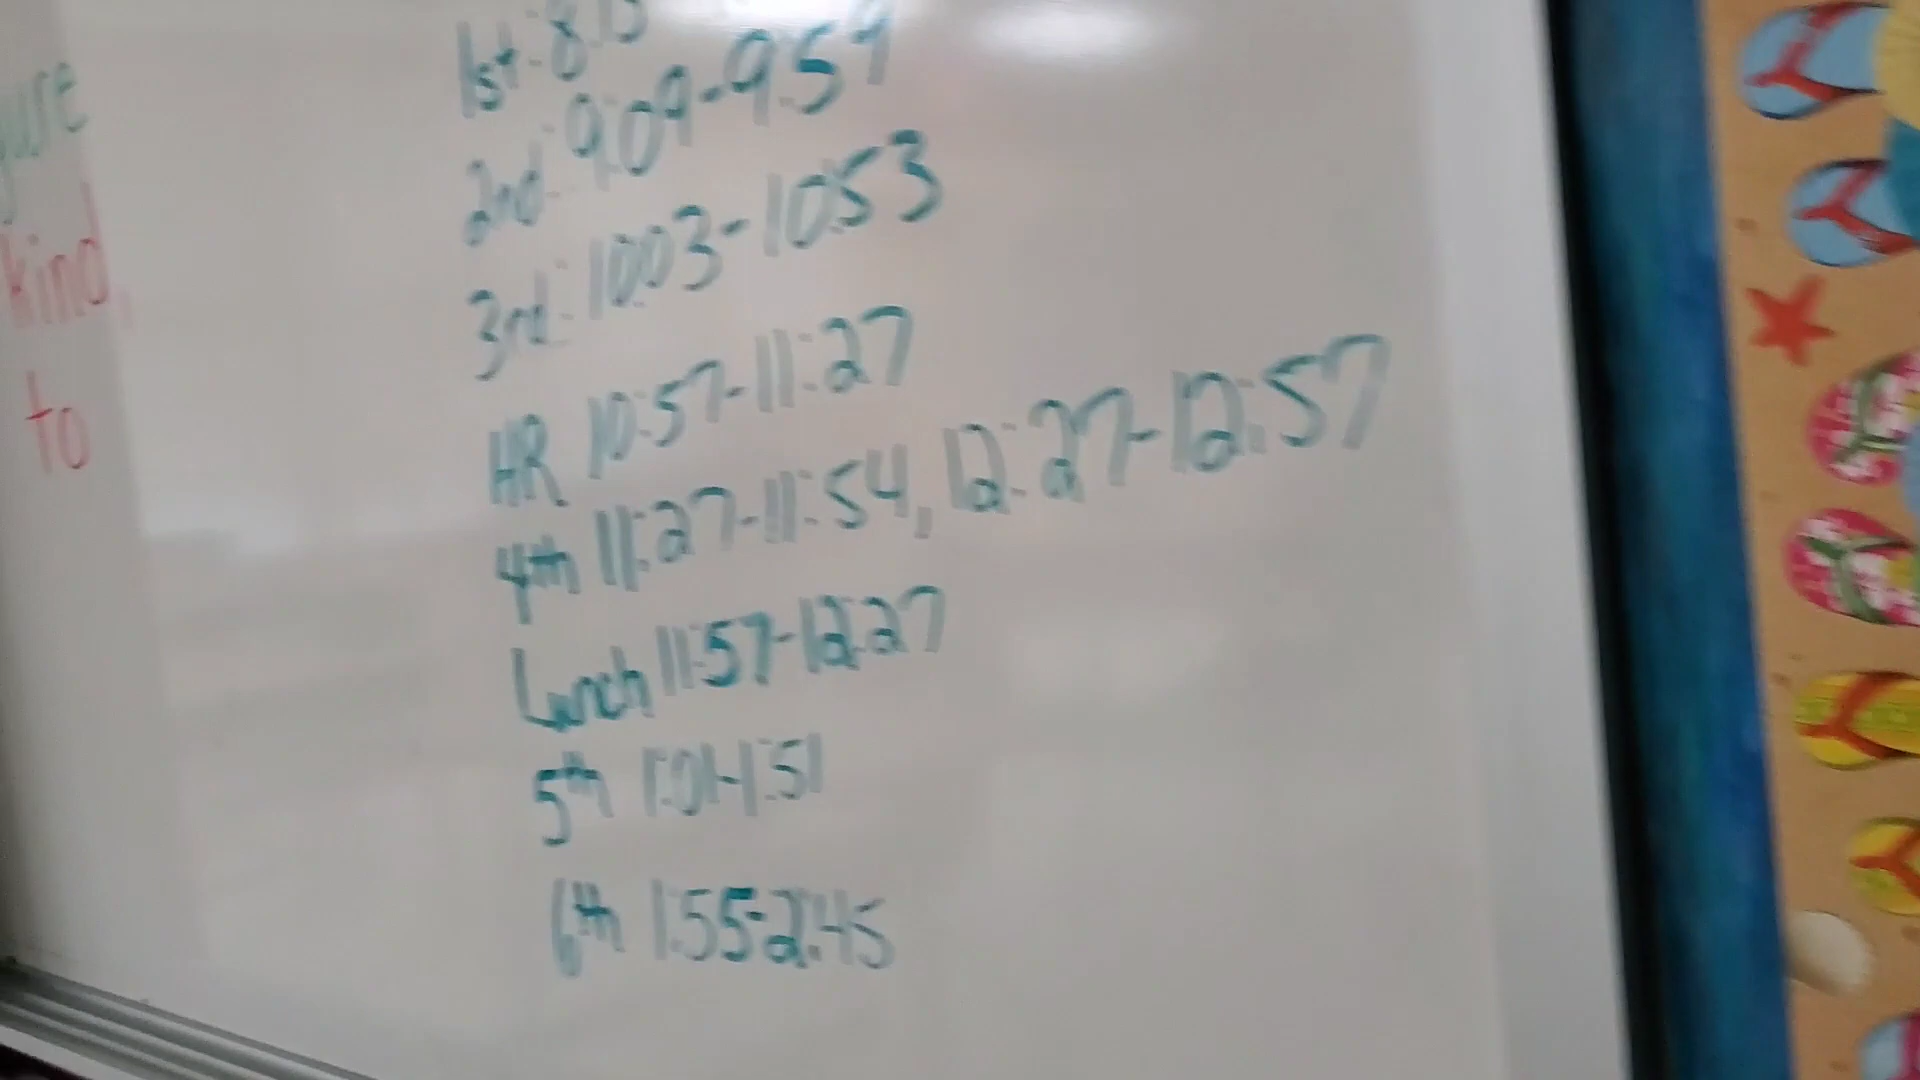 gure
kind,
to
1st: 8:15
2nd: 9:09-9:59
3rd: 10:03-10:53
HR 10:57-11:27
4th 11:27-11:54, 12:27-12:57
Lunch 11:57-12:27
5th 1:01-1:51
6th 1:55-2:45